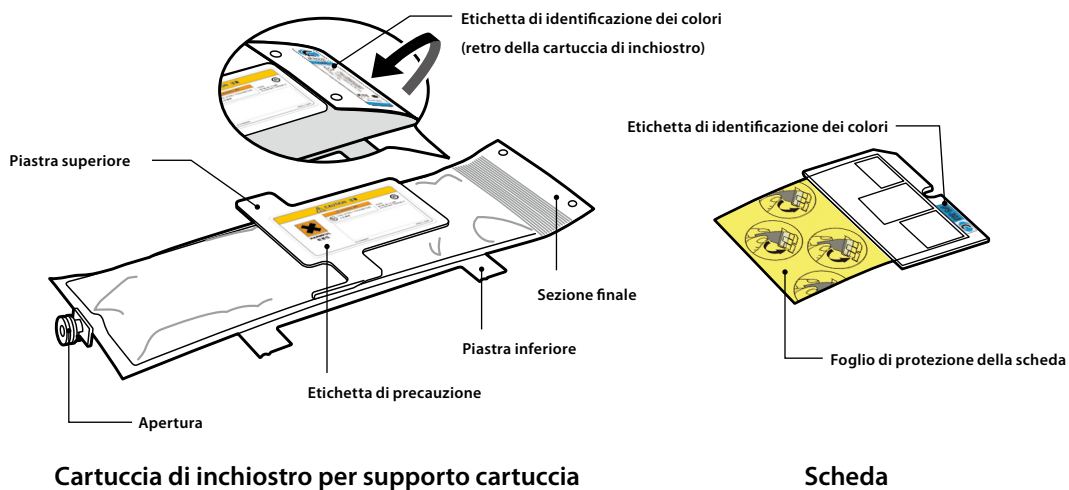 Etichetta di identificazione dei colori
(retro della cartuccia di inchiostro)
Etichetta di identificazione dei colori
Piastra superiore
CAUTION
Sezione finale
Piastra inferiore
Foglio di protezione della scheda
Etichetta di precauzione
Apertura
Cartuccia di inchiostro per supporto cartuccia
Scheda